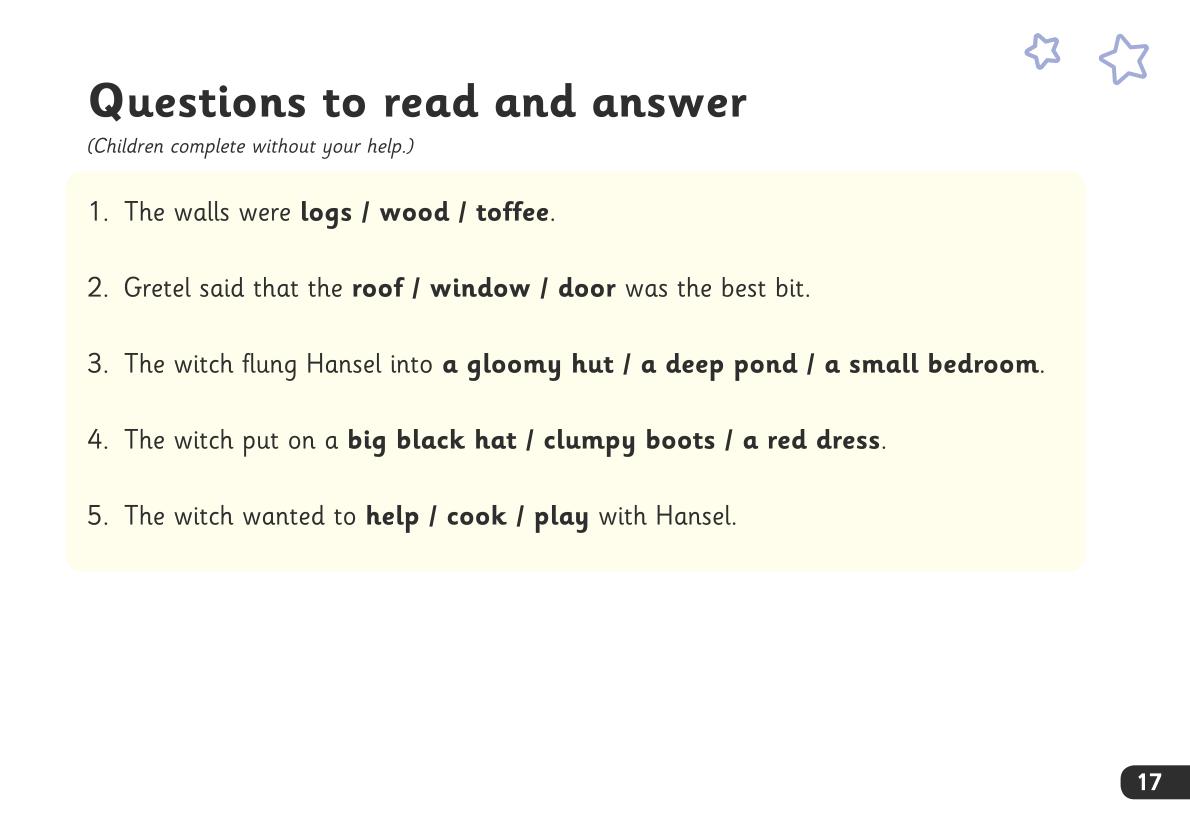 Questions to read and answer
(Children complete without your help.)
1. The walls were logs / wood / toffee.
2. Gretel said that the roof / window / door was the best bit.
3. The witch flung Hansel into a gloomy hut / a deep pond / a small bedroom.
4. The witch put on a big black hat / clumpy boots / a red dress.
5. The witch wanted to help / cook / play with Hansel.
17